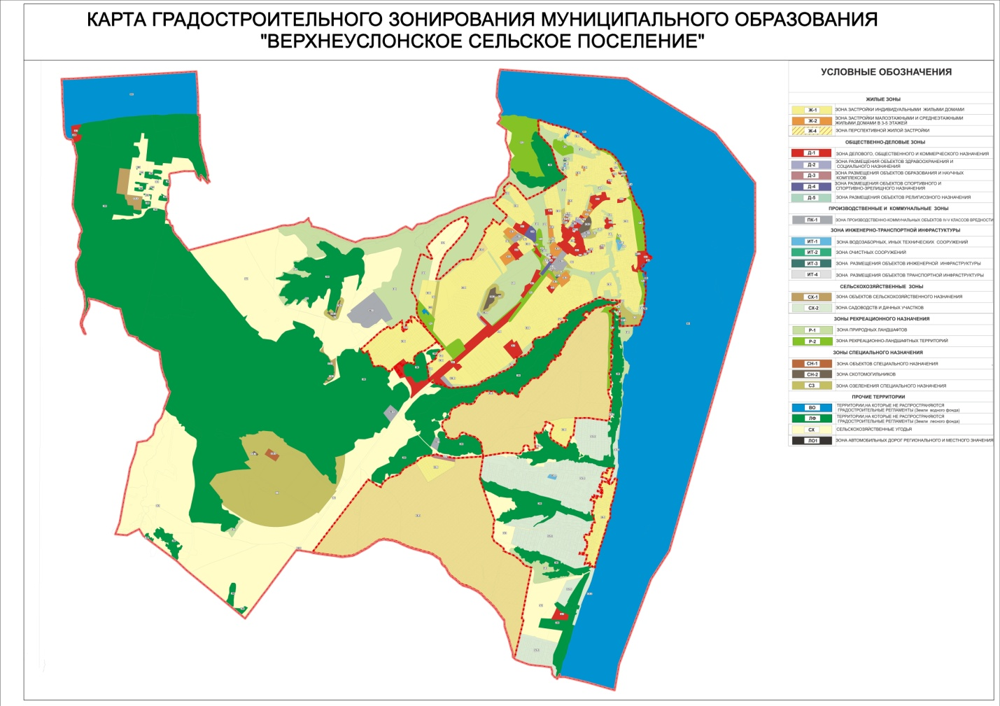 КАРТА ГРАДОСТРОИТЕЛЬНОГО ЗОНИРОВАНИЯ МУНИЦИПАЛЬНОГО ОБРАЗОВАНИЯ
"ВЕРХНЕУСЛОНСКОЕ СЕЛЬСКОЕ ПОСЕЛЕНИЕ"
УСЛОВНЫЕ ОБОЗНАЧЕНИЯ
ЖИЛЫЕ ЗОНЫ
Ж-1 ЗОНА ЗАСТРОЙКИ ИНДИВИДУАЛЬНЫМИ ЖИЛЫМИ ДОМАМИ
Ж-2 ЗОНА ЗАСТРОЙКИ МАЛОЭТАЖНЫМИ И СРЕДНЕЭТАЖНЫМИ
ЖИЛЫМИ ДОМАМИ В 3-5 ЭТАЖЕЙ
Ж-4 ЗОНА ПЕРСПЕКТИВНОЙ ЖИЛОЙ ЗАСТРОЙКИ
ОБЩЕСТВЕННО-ДЕЛОВЫЕ ЗОНЫ
Д-1 ЗОНА ДЕЛОВОГО, ОБЩЕСТВЕННОГО И КОММЕРЧЕСКОГО НАЗНАЧЕНИЯ
Д-2 ЗОНА РАЗМЕЩЕНИЯ ОБЪЕКТОВ ЗДРАВООХРАНЕНИЯ И
СОЦИАЛЬНОГО НАЗНАЧЕНИЯ
Д-3 ЗОНА РАЗМЕЩЕНИЯ ОБЪЕКТОВ ОБРАЗОВАНИЯ И НАУЧНЫХ
КОМПЛЕКСОВ
Д-4 ЗОНА РАЗМЕЩЕНИЯ ОБЪЕКТОВ СПОРТИВНОГО И
СПОРТИВНО-ЗРЕЛИЩНОГО НАЗНАЧЕНИЯ
Д-5 ЗОНА РАЗМЕЩЕНИЯ ОБЪЕКТОВ РЕЛИГИОЗНОГО НАЗНАЧЕНИЯ
ПРОИЗВОДСТВЕННЫЕ И КОММУНАЛЬНЫЕ ЗОНЫ
ПК-1 ЗОНА ПРОИЗВОДСТВЕННО-КОММУНАЛЬНЫХ ОБЪЕКТОВ IV-V КЛАССОВ ВРЕДНОСТИ
ЗОНА ИНЖЕНЕРНО-ТРАНСПОРТНОЙ ИНФРАСТУКТУРЫ
ИТ-1 ЗОНА ВОДОЗАБОРНЫХ, ИНЫХ ТЕХНИЧЕСКИХ СООРУЖЕНИЙ
ИТ-2 ЗОНА ОЧИСТНЫХ СООРУЖЕНИЙ
ИТ-3 ЗОНА РАЗМЕЩЕНИЯ ОБЪЕКТОВ ИНЖЕНЕРНОЙ ИНФРАСТРУКТУРЫ
ИТ-4 ЗОНА РАЗМЕЩЕНИЯ ОБЪЕКТОВ ТРАНСПОРТНОЙ ИНФРАСТРУКТУРЫ
СЕЛЬСКОХОЗЯЙСТВЕННЫЕ ЗОНЫ
СХ-1 ЗОНА ОБЪЕКТОВ СЕЛЬСКОХОЗЯЙСТВЕННОГО НАЗНАЧЕНИЯ
СХ-2 ЗОНА САДОВОДСТВ И ДАЧНЫХ УЧАСТКОВ
ЗОНЫ РЕКРЕАЦИОННОГО НАЗНАЧЕНИЯ
Р-1 ЗОНА ПРИРОДНЫХ ЛАНДШАФТОВ
Р-2 ЗОНА РЕКРЕАЦИОННО-ЛАНДШАФТНЫХ ТЕРРИТОРИЙ
ЗОНЫ СПЕЦИАЛЬНОГО НАЗНАЧЕНИЯ
СН-1 ЗОНА ОБЪЕКТОВ СПЕЦИАЛЬНОГО НАЗНАЧЕНИЯ
СН-2 ЗОНА СКОТОМОГИЛЬНИКОВ
СЗ ЗОНА ОЗЕЛЕНЕНИЯ СПЕЦИАЛЬНОГО НАЗНАЧЕНИЯ
ПРОЧИЕ ТЕРРИТОРИИ
ВО ТЕРРИТОРИИ,НА КОТОРЫЕ НЕ РАСПРОСТРАНЯЮТСЯ
ГРАДОСТРОИТЕЛЬНЫЕ РЕГЛАМЕНТЫ (Земли водного фонда)
ЛФ ТЕРРИТОРИИ,НА КОТОРЫЕ НЕ РАСПРОСТРАНЯЮТСЯ
ГРАДОСТРОИТЕЛЬНЫЕ РЕГЛАМЕНТЫ (Земли лесного фонда)
СХ СЕЛЬСКОХОЗЯЙСТВЕННЫЕ УГОДЬЯ
ПО1 ЗОНА АВТОМОБИЛЬНЫХ ДОРОГ РЕГИОНАЛЬНОГО И МЕСТНОГО ЗНАЧЕНИЯ